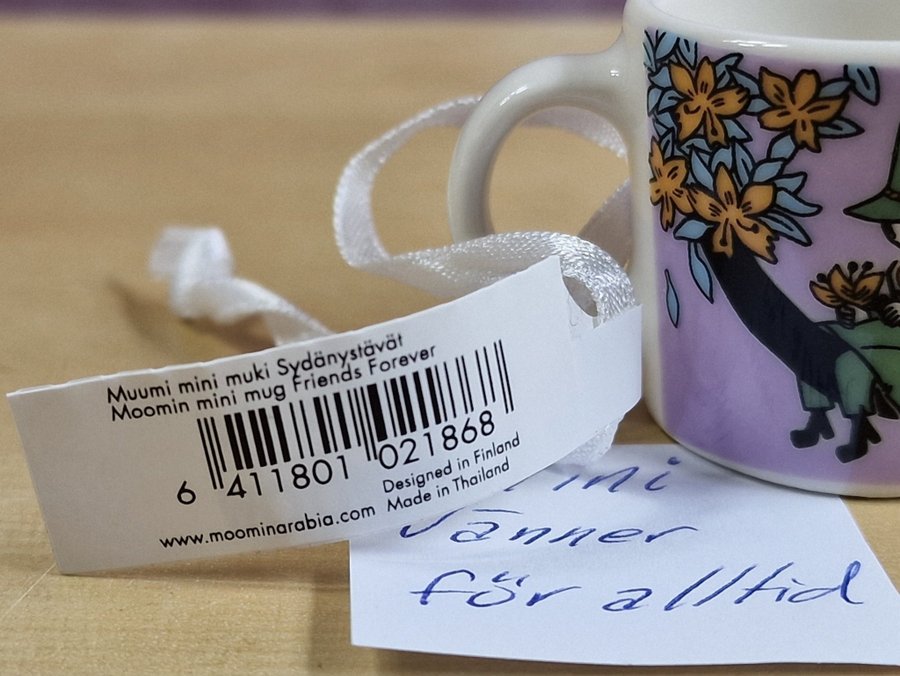 Muumi mini muki Sydänystävät
Moomin mini mug Friends Forever
6 411801 021868
Designed in Finland
Made in Thailand
www.moominarabia.com
Mini
Vänner
för alltid